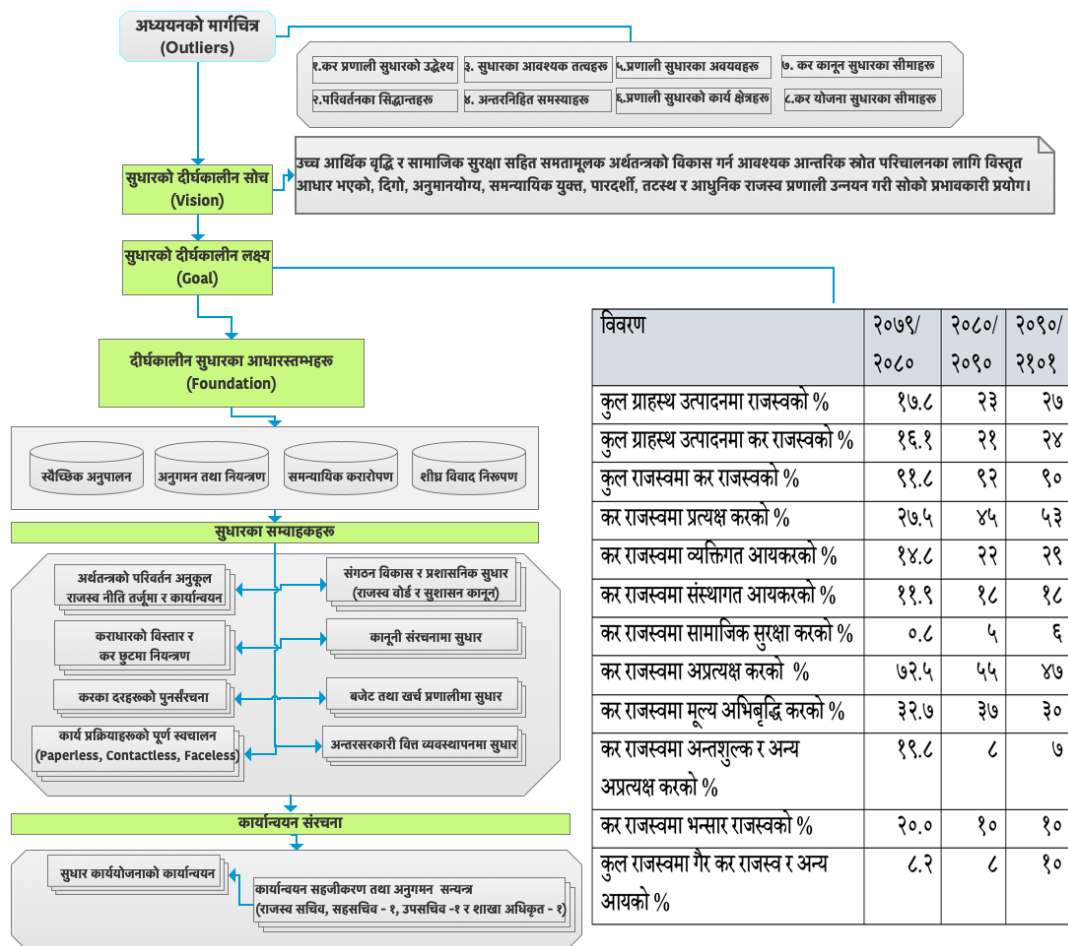 अध्ययनको मार्गचित्र
(Outliers)
१.कर प्रणाली सुधारको उद्धेश्य
३. सुधारका आवश्यक तत्वहरू
५.प्रणाली सुधारका अवयवहरू
७. कर कानून सुधारका सीमाहरू
२.परिवर्तनका सिद्धान्तहरू
४. अन्तरनिहित समस्याहरू
६.प्रणाली सुधारको कार्य क्षेत्रहरू
८.कर योजना सुधारका सीमाहरू
सुधारको दीर्घकालीन सोच
(Vision)
उच्च आर्थिक वृद्धि र सामाजिक सुरक्षा सहित समतामूलक अर्थतन्त्रको विकास गर्न आवश्यक आन्तरिक स्रोत परिचालनका लागि विस्तृत
आधार भएको, दिगो, अनुमानयोग्य, समन्यायिक युक्त, पारदर्शी, तटस्थ र आधुनिक राजस्व प्रणाली उन्नयन गरी सोको प्रभावकारी प्रयोग।
सुधारको दीर्घकालीन लक्ष्य
(Goal)
दीर्घकालीन सुधारका आधारस्तम्भहरू
(Foundation)
स्वैच्छिक अनुपालन
अनुगमन तथा नियन्त्रण
समन्यायिक करारोपण
शीघ्र विवाद निरूपण
सुधारका सम्वाहकहरू
अर्थतन्त्रको परिवर्तन अनुकूल
राजस्व नीति तर्जूमा र कार्यान्वयन
संगठन विकास र प्रशासनिक सुधार
(राजस्व वोर्ड र सुशासन कानून)
कराधारको विस्तार र
कर छुटमा नियन्त्रण
कानूनी संरचनामा सुधार
करका दरहरूको पुनर्संरचना
बजेट तथा खर्च प्रणालीमा सुधार
कार्य प्रक्रियाहरूको पूर्ण स्वचालन
(Paperless, Contactless, Faceless)
अन्तरसरकारी वित्त व्यवस्थापनमा सुधार
कार्यान्वयन संरचना
सुधार कार्ययोजनाको कार्यान्वयन
कार्यान्वयन सहजीकरण तथा अनुगमन सन्यन्त्र
(राजस्व सचिव, सहसचिव - १, उपसचिव -१ र शाखा अधिकृत - १)
विवरण २०७९/ २०८०/ २०९०/
२०८० २०९० २१०१
कुल ग्राहस्थ उत्पादनमा राजस्वको % १७.८ २३ २७
कुल ग्राहस्थ उत्पादनमा कर राजस्वको % १६.१ २१ २४
कुल राजस्वमा कर राजस्वको % ९१.८ ९२ ९०
कर राजस्वमा प्रत्यक्ष करको % २७.५ ४५ ५३
कर राजस्वमा व्यक्तिगत आयकरको % १४.८ २२ २९
कर राजस्वमा संस्थागत आयकरको % ११.९ १८ १८
कर राजस्वमा सामाजिक सुरक्षा करको % ०.८ ५ ६
कर राजस्वमा अप्रत्यक्ष करको % ७२.५ ५५ ४७
कर राजस्वमा मूल्य अभिबृद्धि करको % ३२.७ ३७ ३०
कर राजस्वमा अन्तशुल्क र अन्य १९.८ ८ ७
अप्रत्यक्ष करको %
कर राजस्वमा भन्सार राजस्वको % २०.० १० १०
कुल राजस्वमा गैर कर राजस्व र अन्य ८.२ ८ १०
आयको %